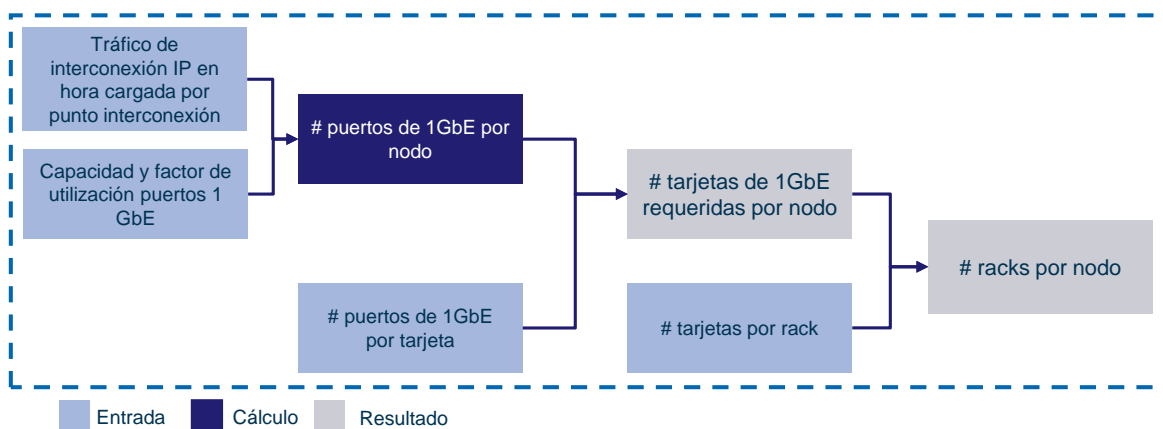 Tráfico de
interconexión IP en
hora cargada por
punto interconexión
Capacidad y factor de
utilización puertos 1
GbE
# puertos de 1GbE por
nodo
# puertos de 1GbE
por tarjeta
# tarjetas de 1GbE
requeridas por nodo
# tarjetas por rack
# racks por nodo
Entrada
Cálculo
Resultado